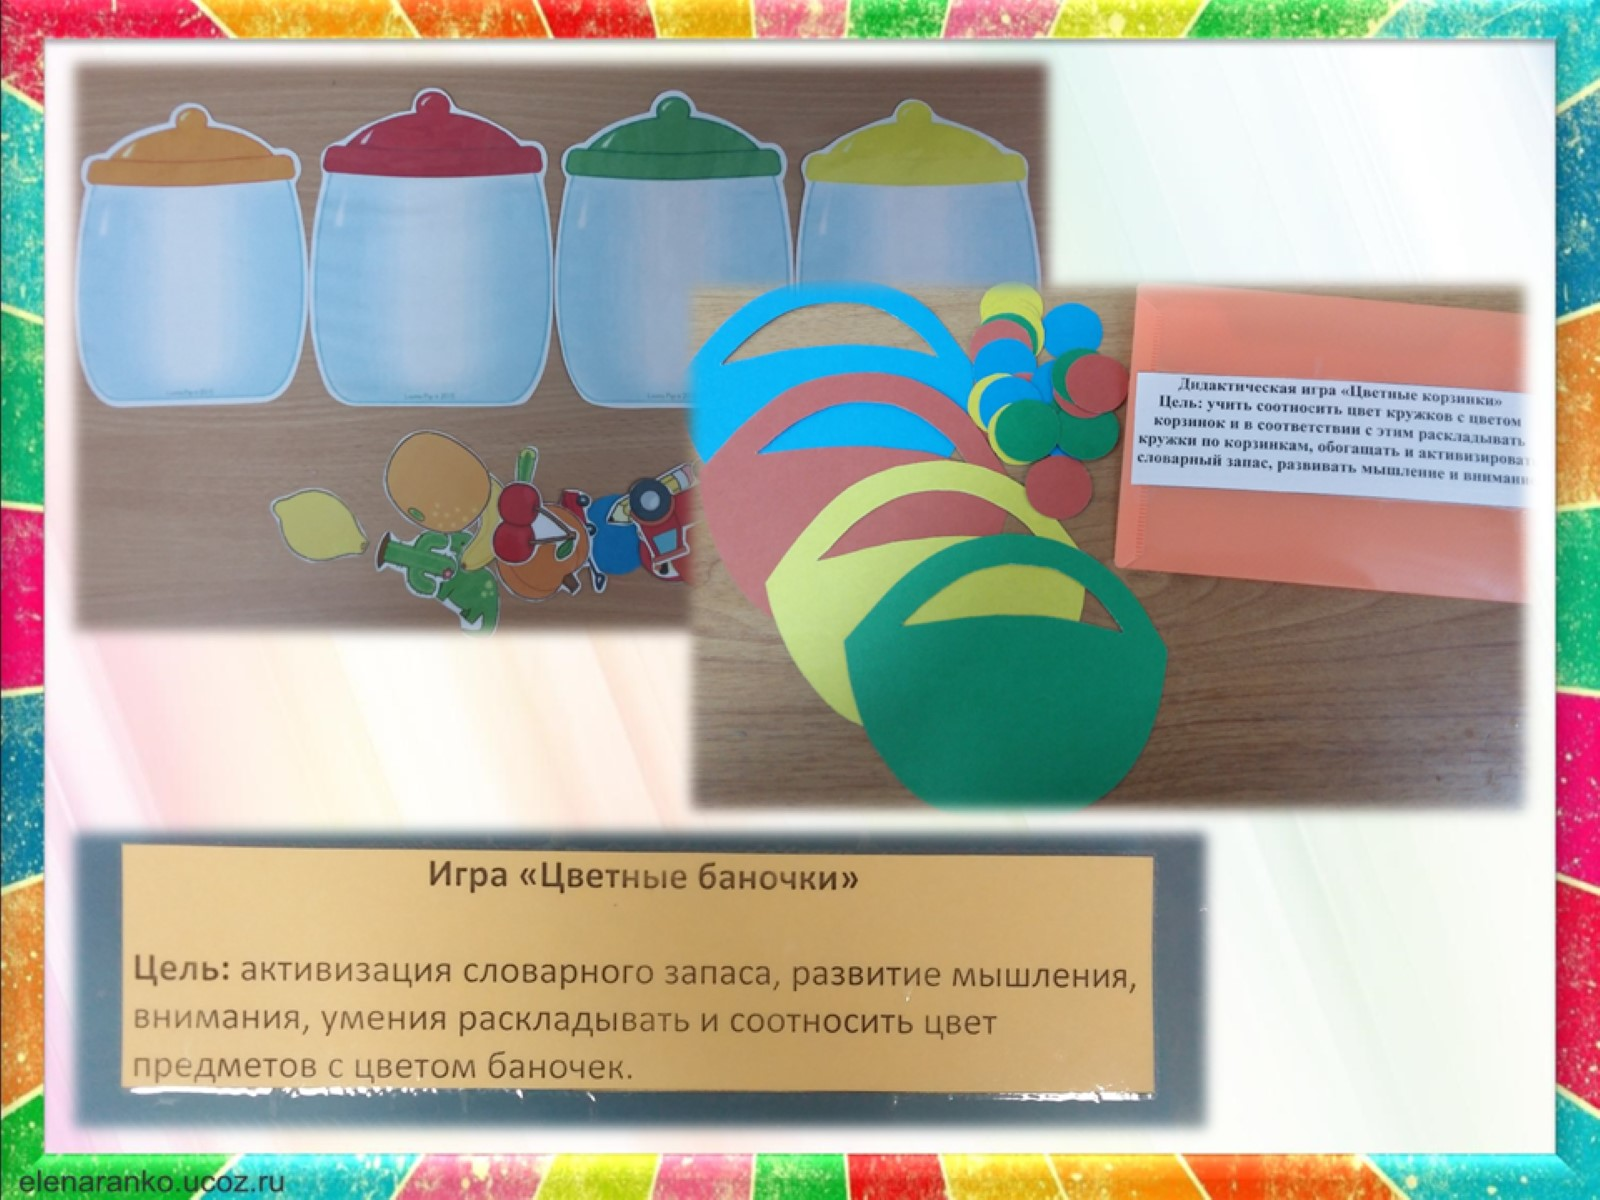 Дидактическая игра «Цветные корзинки»
Цель: учить соотносить цвет кружков с цветом
корзинок и в соответствии с этим раскладывать
кружки по корзинкам, обогащать и активизироват
словарный запас, развивать мышление и внимани
Игра «Цветные баночки»
Цель: активизация словарного запаса, развитие мышления,
внимания, умения раскладывать и соотносить цвет
предметов с цветом баночек.
elenaranko.ucoz.ru